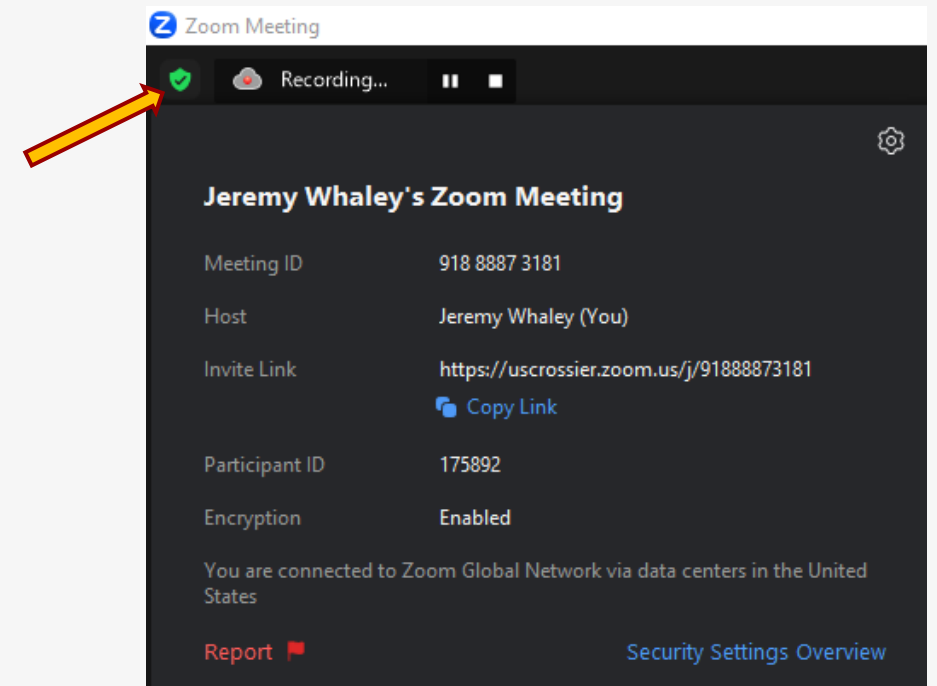 Zoom Meeting
Recording...
Jeremy Whaley's Zoom Meeting
Meeting ID 918 8887 3181
Host Jeremy Whaley (You)
Invite Link https://uscrossier.zoom.us/j/91888873181
Copy Link
Participant ID 175892
Encryption Enabled
You are connected to Zoom Global Network via data centers in the United
States
Report Security Settings Overview